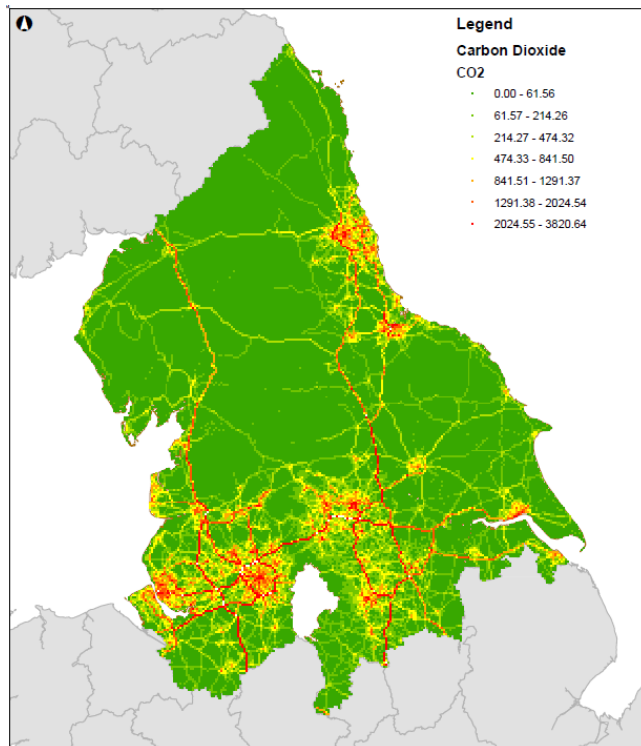 Legend
Carbon Dioxide
CO2
0.00 - 61.56
61.57 - 214.26
214.27 - 474.32
474.33 - 841.50
841.51 - 1291.37
1291.38 - 2024.54
2024.55 - 3820.64